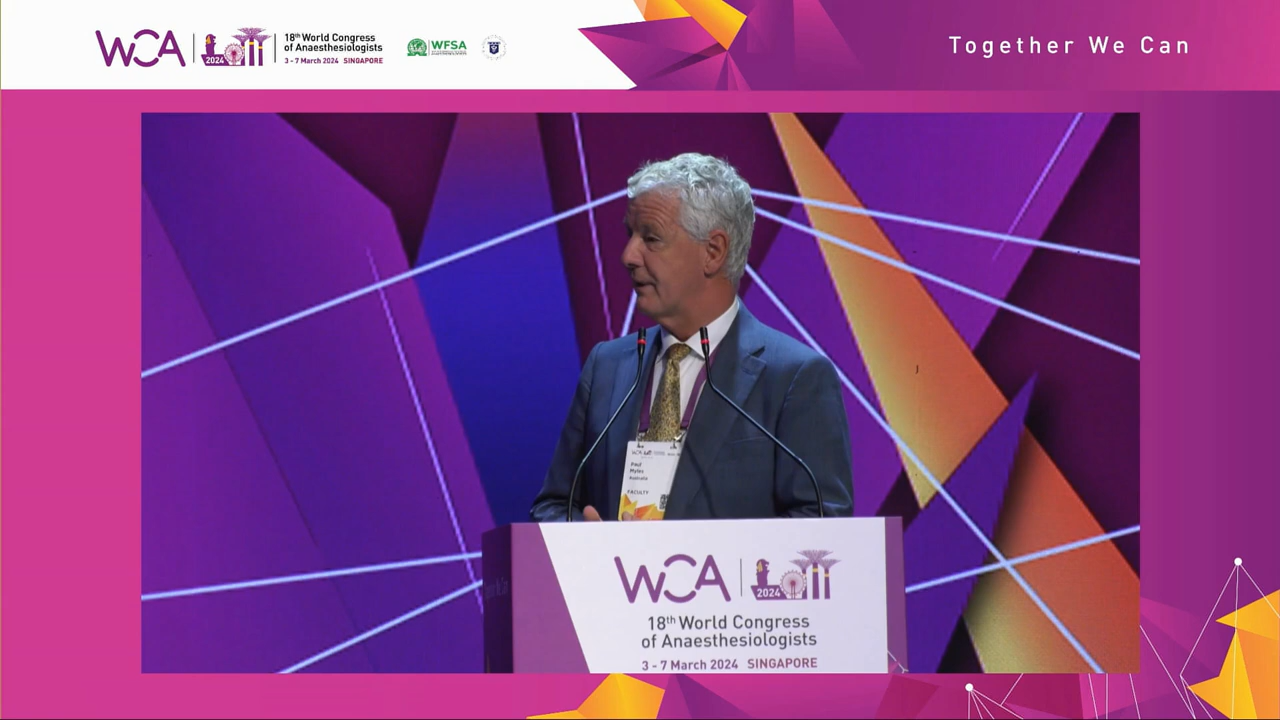 WCA
2024
18th World Congress
of Anaesthesiologists
3 - 7 March 2024 SINGAPORE
WFSA
Together We Can
Paul
Myles
Australia
FACULTY
WCA
2024
18th World Congress
of Anaesthesiologists
3 - 7 March 2024 SINGAPORE